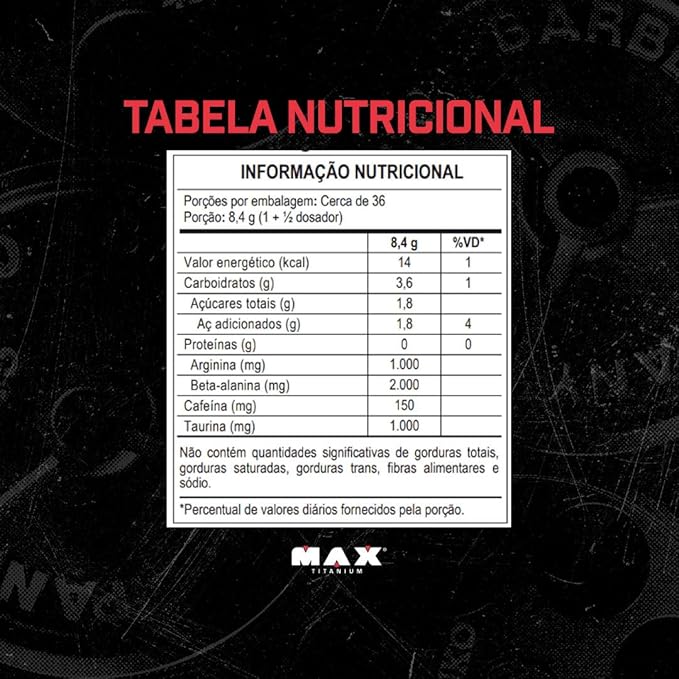 BARBE
TABELA NUTRICIONAL
INFORMAÇÃO NUTRICIONAL
Porções por embalagem: Cerca de 36
Porção: 8,4 g (1 + ½ dosador)
8,4 g %VD*
Valor energético (kcal) 14 1
Carboidratos (g) 3,6 1
Açúcares totais (g) 1,8
Aç adicionados (g) 1,8 4
Proteínas (g) 0 0
Arginina (mg) 1.000
Beta-alanina (mg) 2.000
Cafeína (mg) 150
Taurina (mg) 1.000
Não contém quantidades significativas de gorduras totais,
gorduras saturadas, gorduras trans, fibras alimentares e
sódio.
*Percentual de valores diários fornecidos pela porção.
MAX®
TITANIUM